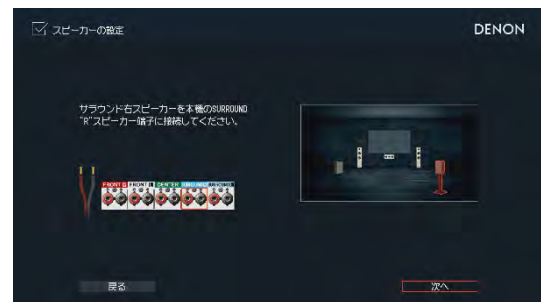 スピーカーの設定
DENON
サラウンド右スピーカーを本機のSURROUND
"R"スピーカー端子に接続してください。
FRONT R FRONT L CENTER SURROUND SURROUND
戻る
次へ